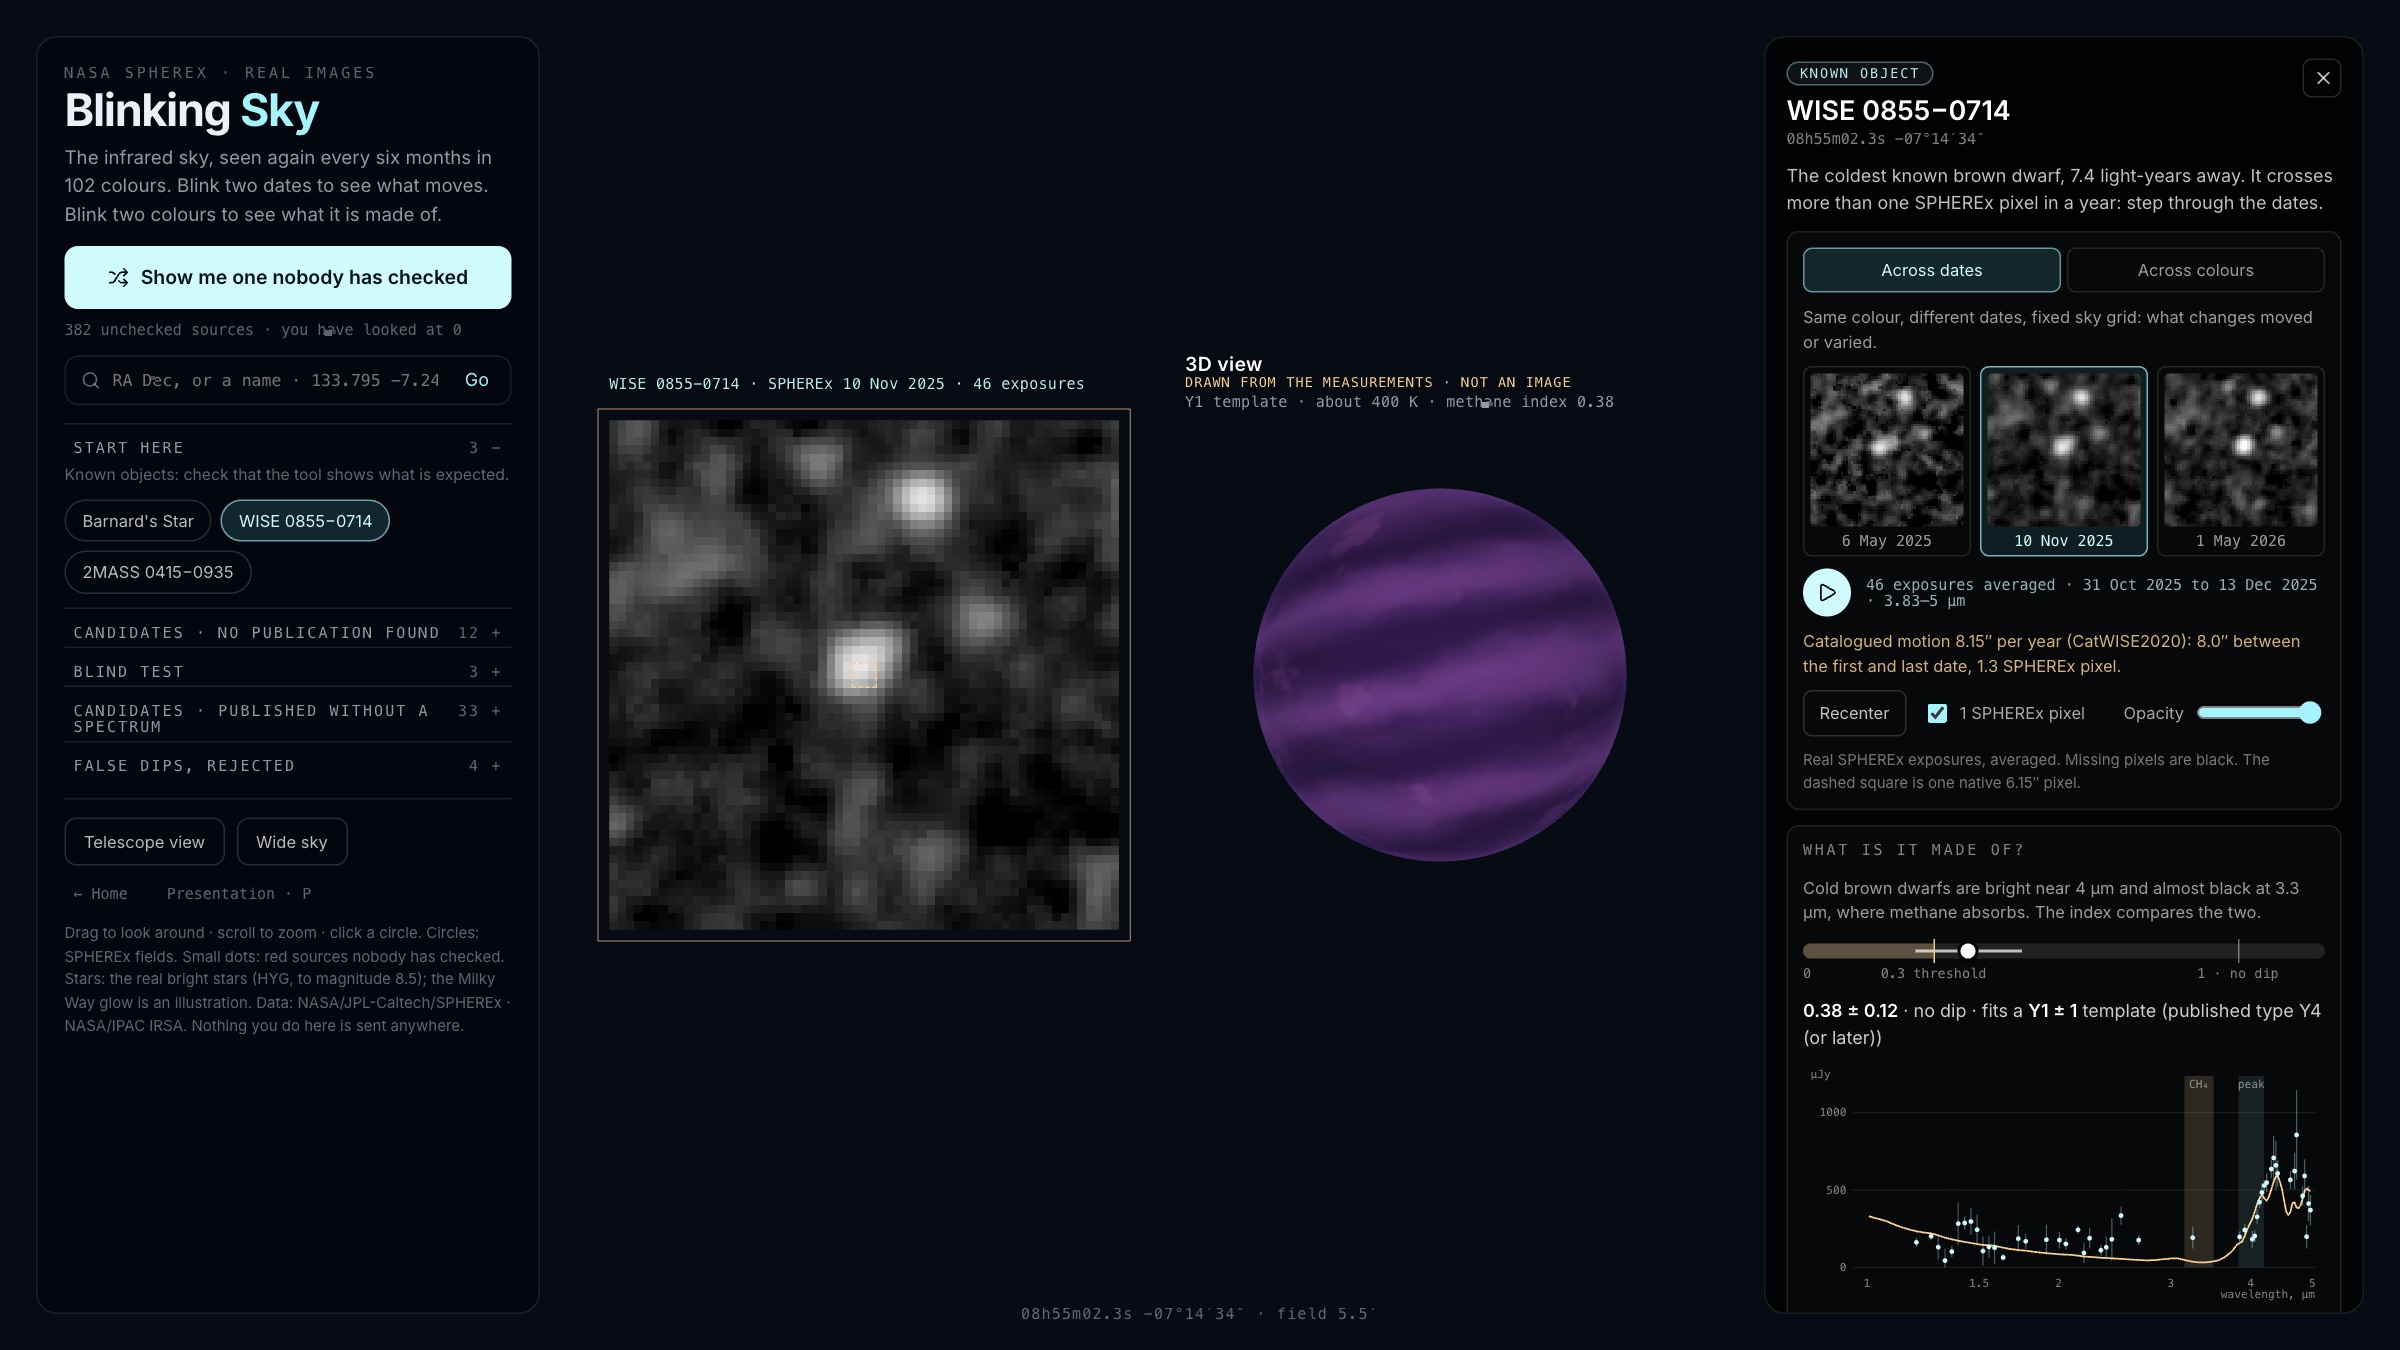 NASA SPHEREX · REAL IMAGES
Blinking Sky
The infrared sky, seen again every six months in
102 colours. Blink two dates to see what moves.
Blink two colours to see what it is made of.
Show me one nobody has checked
382 unchecked sources · you have looked at 0
RA Dec, or a name · 133.795 -7.24
Go
START HERE
3 −
Known objects: check that the tool shows what is expected.
Barnard's Star
WISE 0855−0714
2MASS 0415−0935
CANDIDATES · NO PUBLICATION FOUND
12 +
BLIND TEST
3 +
CANDIDATES · PUBLISHED WITHOUT A
SPECTRUM
33 +
FALSE DIPS, REJECTED
4 +
Telescope view
Wide sky
← Home
Presentation · P
Drag to look around · scroll to zoom · click a circle. Circles:
SPHEREx fields. Small dots: red sources nobody has checked.
Stars: the real bright stars (HYG, to magnitude 8.5); the Milky
Way glow is an illustration. Data: NASA/JPL-Caltech/SPHEREx ·
NASA/IPAC IRSA. Nothing you do here is sent anywhere.
WISE 0855−0714 · SPHEREx 10 Nov 2025 · 46 exposures
3D view
DRAWN FROM THE MEASUREMENTS · NOT AN IMAGE
Y1 template · about 400 K · methane index 0.38
08h55m02.3s −07°14′34″ · field 5.5′
KNOWN OBJECT
WISE 0855−0714
08h55m02.3s −07°14′34″
The coldest known brown dwarf, 7.4 light-years away. It crosses
more than one SPHEREx pixel in a year: step through the dates.
Across dates
Across colours
Same colour, different dates, fixed sky grid: what changes moved
or varied.
6 May 2025
10 Nov 2025
1 May 2026
46 exposures averaged · 31 Oct 2025 to 13 Dec 2025
· 3.83–5 µm
Catalogued motion 8.15″ per year (CatWISE2020): 8.0″ between
the first and last date, 1.3 SPHEREx pixel.
Recenter
1 SPHEREx pixel
Opacity
Real SPHEREx exposures, averaged. Missing pixels are black. The
dashed square is one native 6.15″ pixel.
WHAT IS IT MADE OF?
Cold brown dwarfs are bright near 4 µm and almost black at 3.3
µm, where methane absorbs. The index compares the two.
0
0.3 threshold
1 · no dip
0.38 ± 0.12 · no dip · fits a Y1 ± 1 template (published type Y4
(or later))
µJy
CH₄
peak
1000
500
0
1
1.5
2
3
4
5
wavelength, µm